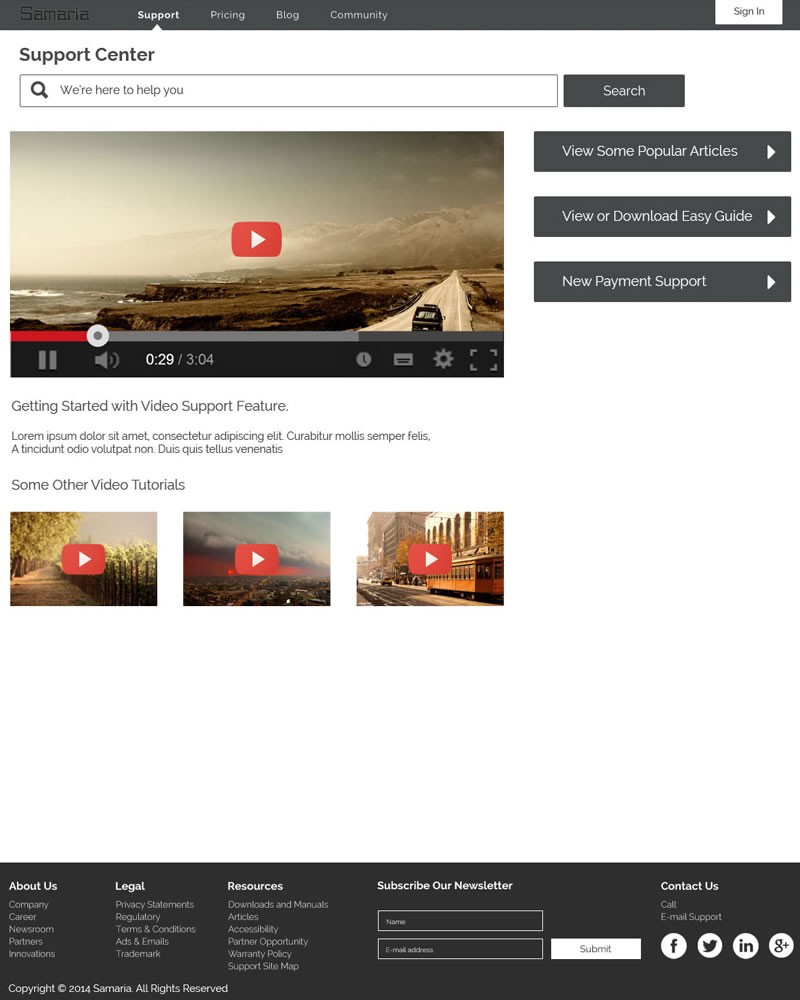 Samaria
Support
Pricing
Blog
Community
Sign In
Support Center
We're here to help you
Search
View Some Popular Articles
View or Download Easy Guide
New Payment Support
0:29 / 3:04
Getting Started with Video Support Feature.
Lorem ipsum dolor sit amet, consectetur adipiscing elit. Curabitur mollis semper felis,
A tincidunt odio volutpat non. Duis quis tellus venenatis
Some Other Video Tutorials
About Us
Company
Career
Newsroom
Partners
Innovations
Legal
Privacy Statements
Regulatory
Terms & Conditions
Ads & Emails
Trademark
Resources
Downloads and Manuals
Articles
Accessibility
Partner Opportunity
Warranty Policy
Support Site Map
Subscribe Our Newsletter
Name
E-mail address
Submit
Contact Us
Call
E-mail Support
f
in
g+
Copyright © 2014 Samaria. All Rights Reserved